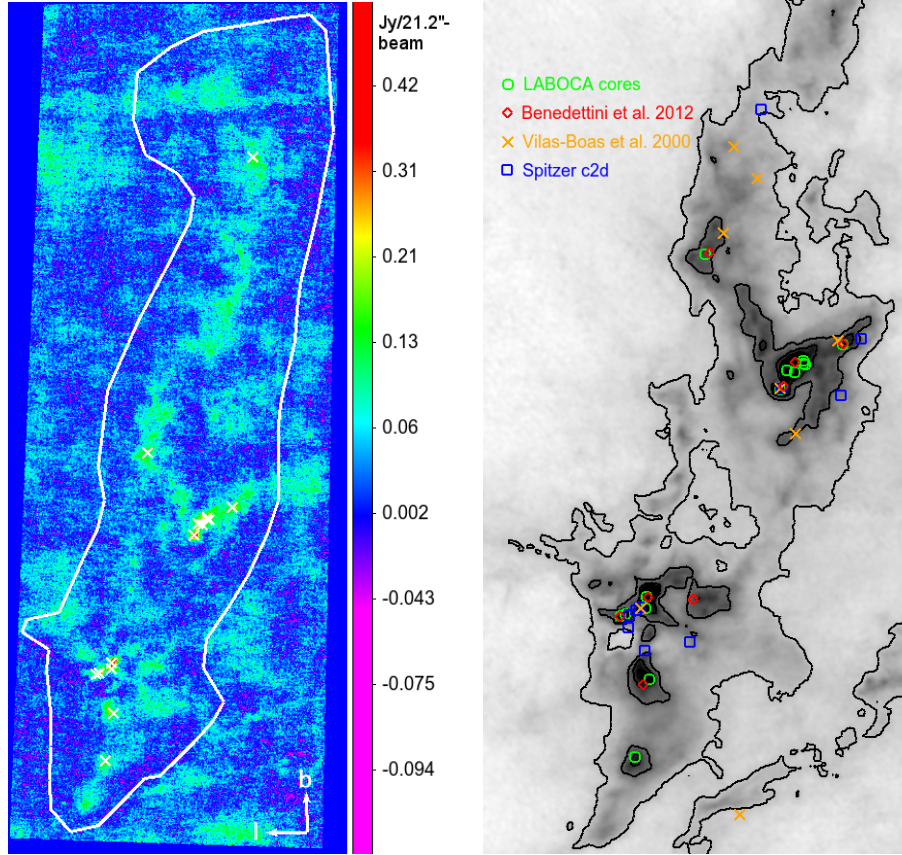 Jy/21.2"-
beam
0.42
0.31
0.21
0.13
0.06
0.002
-0.043
-0.075
-0.094
b
l
LABOCA cores
Benedettini et al. 2012
Vilas-Boas et al. 2000
Spitzer c2d